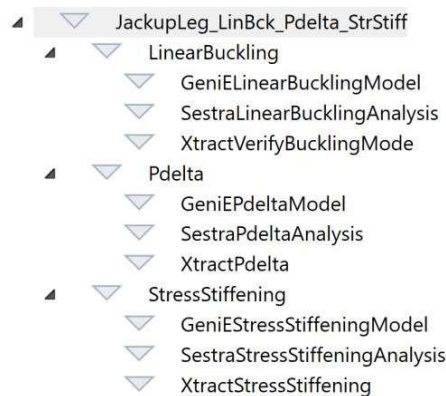 JackupLeg_LinBck_Pdelta_StrStiff
LinearBuckling
GeniELinearBucklingModel
SestraLinearBucklingAnalysis
XtractVerifyBucklingMode
Pdelta
GeniEPdeltaModel
SestraPdeltaAnalysis
XtractPdelta
StressStiffening
GeniEStressStiffeningModel
SestraStressStiffeningAnalysis
XtractStressStiffening